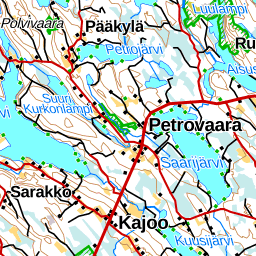 Luulampi
Polvivaara
Pääkylä
Petrojärvi
Ru
Aisus
Suuri
Kurkonlampi
Petrovaara
Saarijärvi
Sarakko
Kajoo
Kuusijärvi